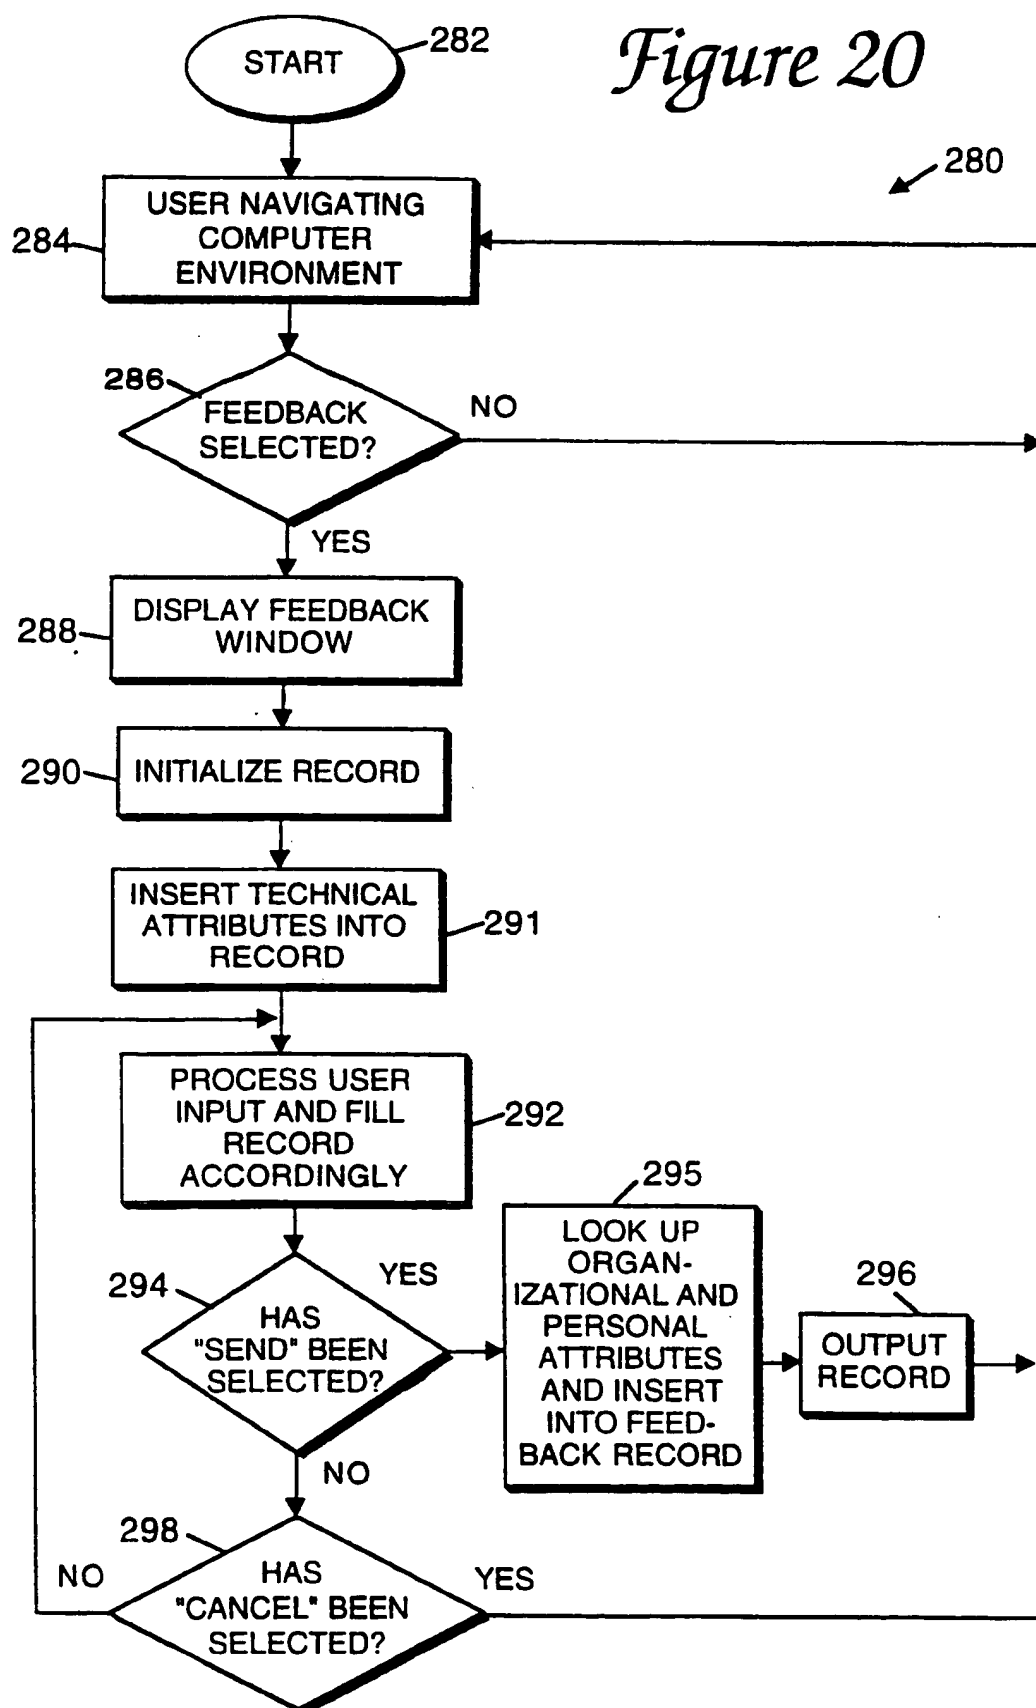 Figure 20
START
282
280
USER NAVIGATING
COMPUTER
ENVIRONMENT
284
286
FEEDBACK
SELECTED?
NO
YES
DISPLAY FEEDBACK
WINDOW
288
INITIALIZE RECORD
290
INSERT TECHNICAL
ATTRIBUTES INTO
RECORD
291
PROCESS USER
INPUT AND FILL
RECORD
ACCORDINGLY
292
294
HAS
"SEND" BEEN
SELECTED?
YES
NO
295
LOOK UP
ORGAN-
IZATIONAL AND
PERSONAL
ATTRIBUTES
AND INSERT
INTO FEED-
BACK RECORD
296
OUTPUT
RECORD
298
HAS
"CANCEL" BEEN
SELECTED?
NO
YES